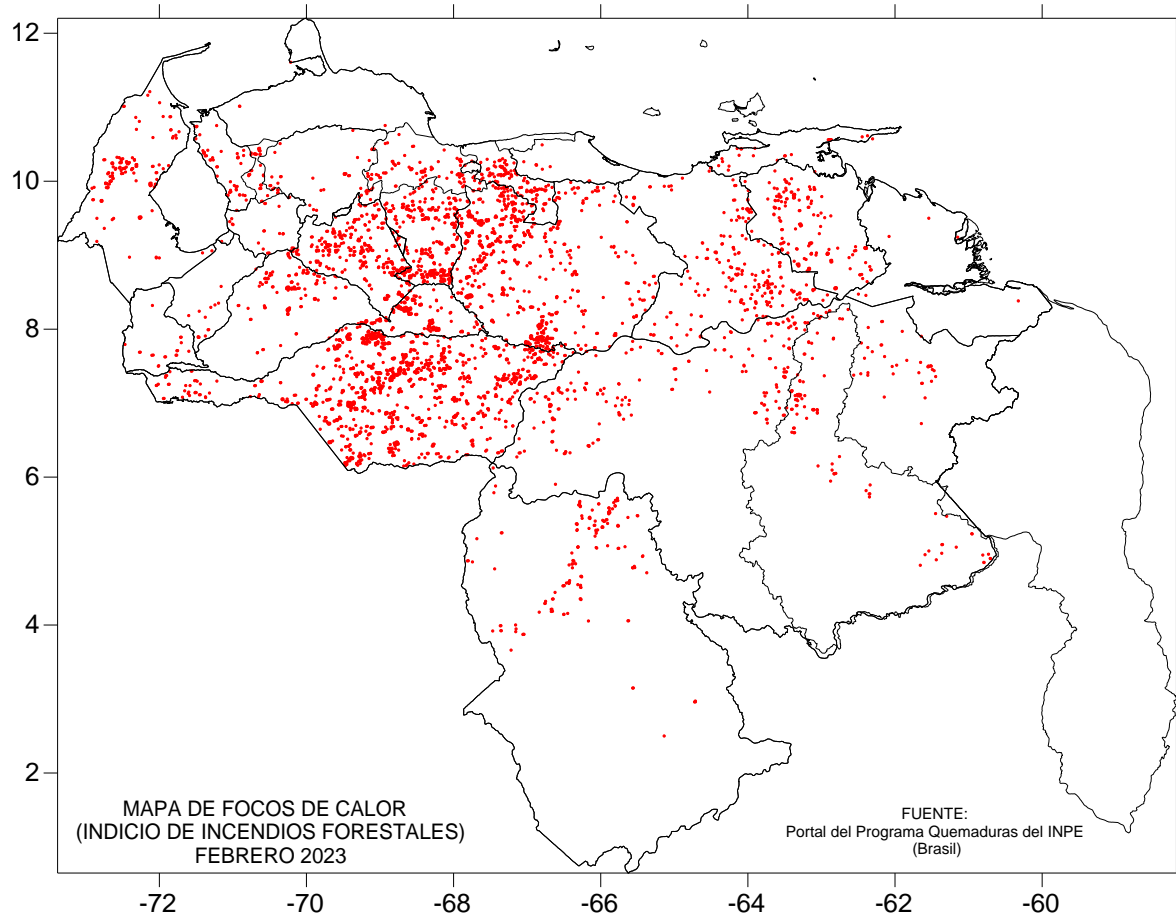 12
10
8
6
4
2
MAPA DE FOCOS DE CALOR
(INDICIO DE INCENDIOS FORESTALES)
FEBRERO 2023
FUENTE:
Portal del Programa Quemaduras del INPE
(Brasil)
-72 -70 -68 -66 -64 -62 -60